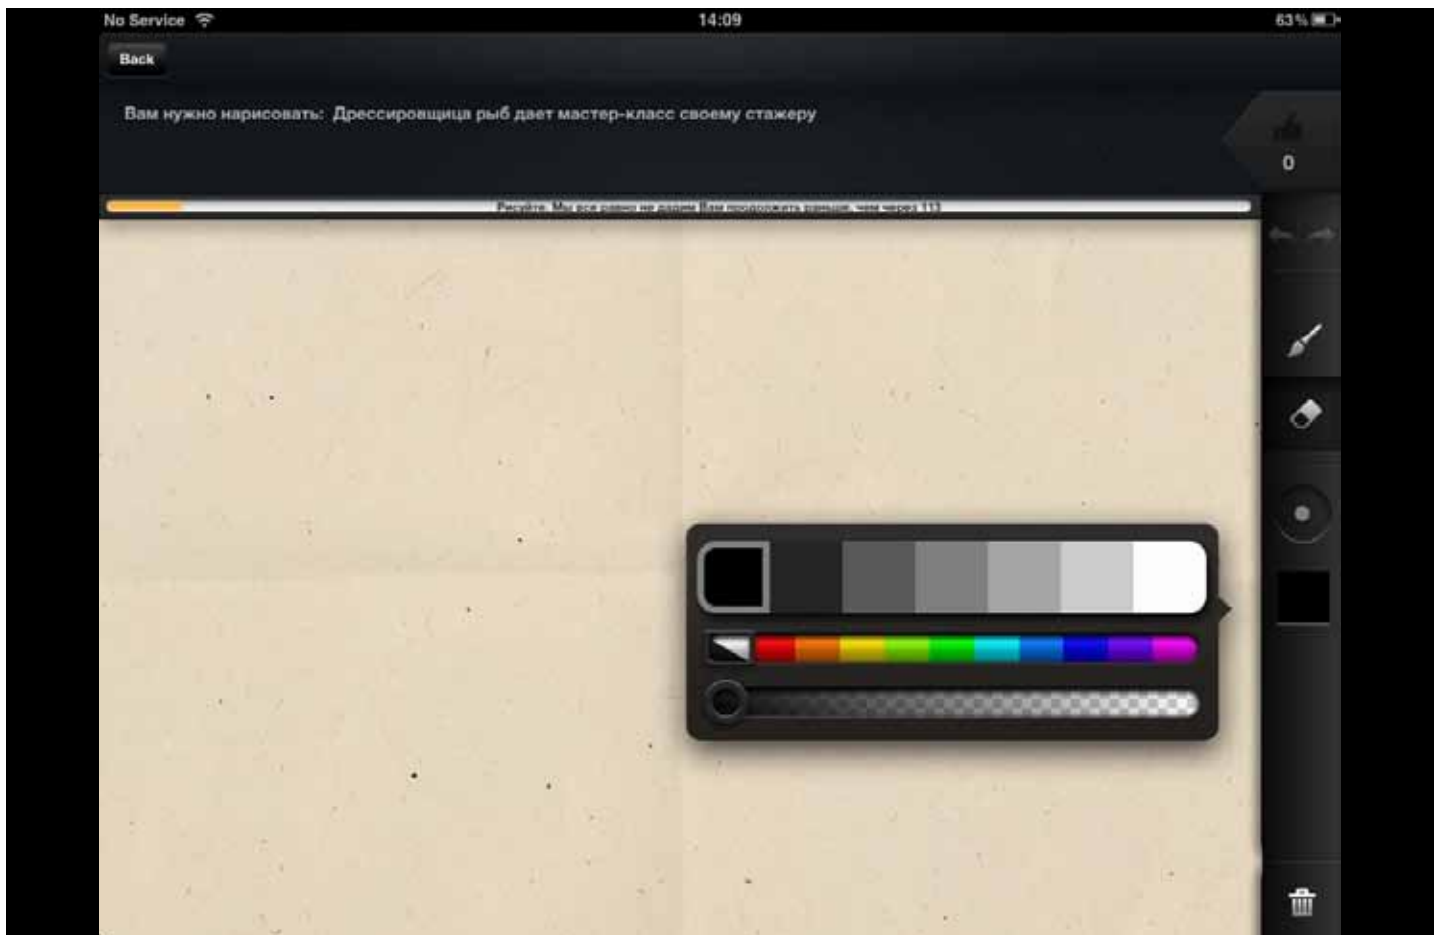 No Service 14:09 63%
Back
Вам нужно нарисовать: Дрессировщица рыб дает мастер-класс своему стажеру
0
Рисуйте. Мы все равно не дадим Вам продолжить раньше, чем через 113